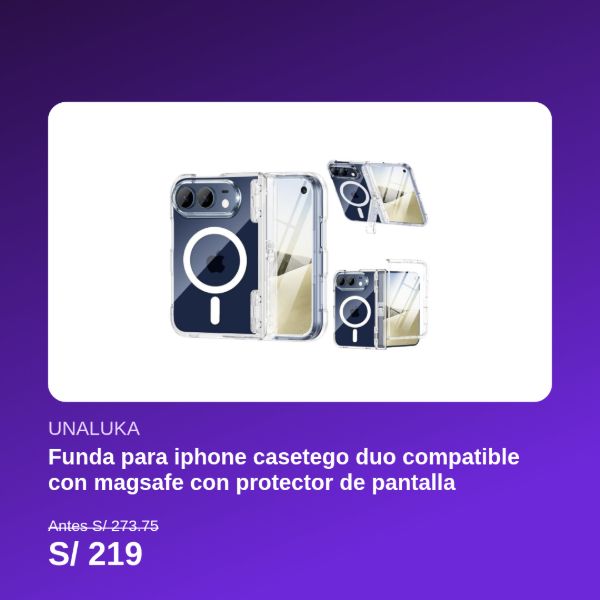 UNALUKA
Funda para iphone casetego duo compatible
con magsafe con protector de pantalla
Antes S/ 273.75
S/ 219